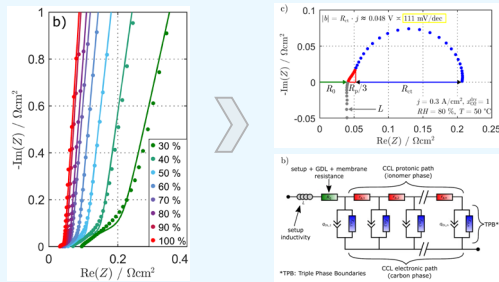 b)
-Im(Z) / Ωcm²
1
0.8
0.6
0.4
0.2
0
30 %
40 %
50 %
60 %
70 %
80 %
90 %
100 %
0
0.2
0.4
Re(Z) / Ωcm²
c)
-Im(Z) / Ωcm²
0.1
0.05
0
-0.05
|b| = Rct · j ≈ 0.048 V = 111 mV/dec
R0
Rp/3
Rct
L
j = 0.3 A/cm²,
RH = 80 %, T = 50 °C
0
0.05
0.1
0.15
0.2
0.25
Re(Z) / Ωcm²
b)
setup + GDL + membrane
resistance
CCL protonic path
(ionomer phase)
setup
inductivity
TPB*
CCL electronic path
(carbon phase)
*TPB: Triple Phase Boundaries